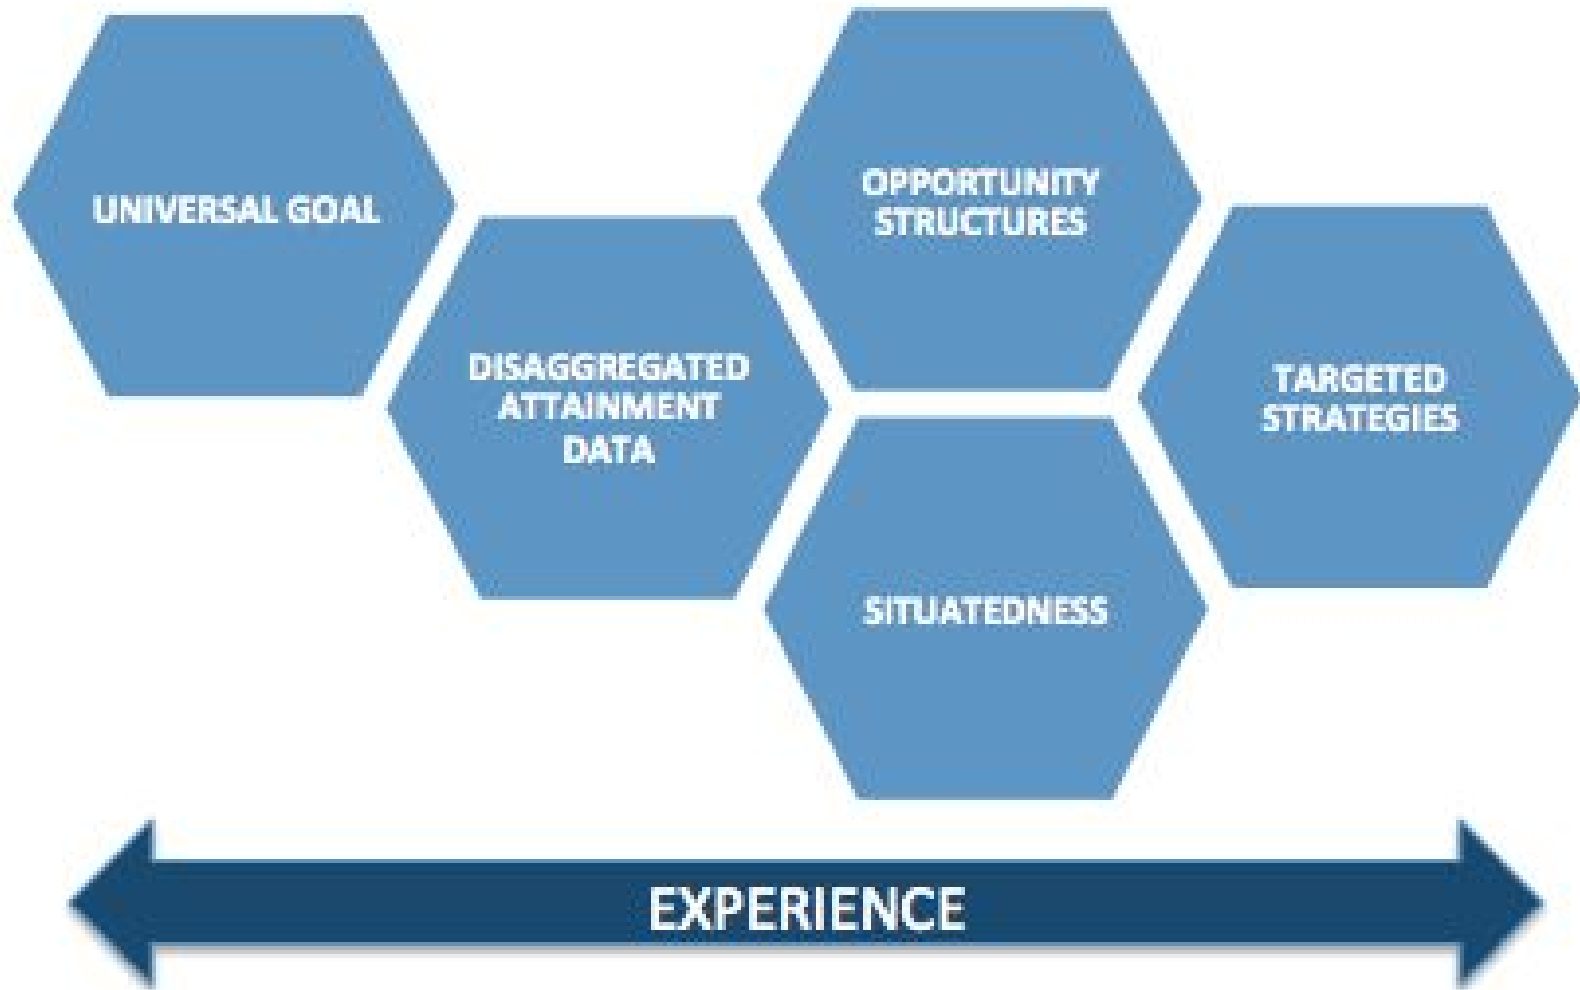 UNIVERSAL GOAL
DISAGGREGATED
ATTAINMENT
DATA
OPPORTUNITY
STRUCTURES
SITUATEDNESS
TARGETED
STRATEGIES
EXPERIENCE